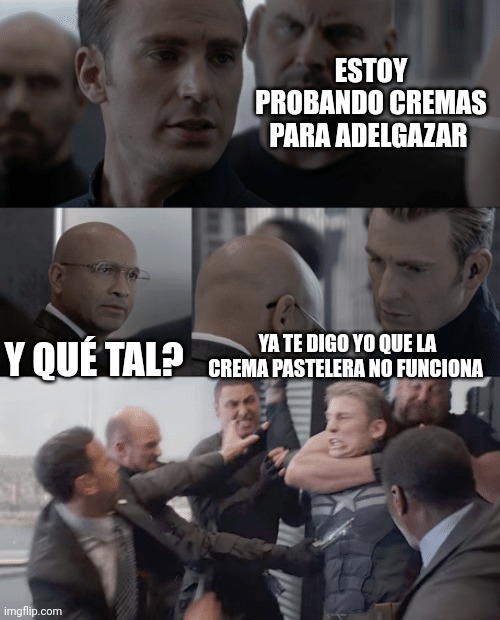 ESTOY
PROBANDO CREMAS
PARA ADELGAZAR
Y QUÉ TAL?
YA TE DIGO YO QUE LA
CREMA PASTELERA NO FUNCIONA
imgflip.com